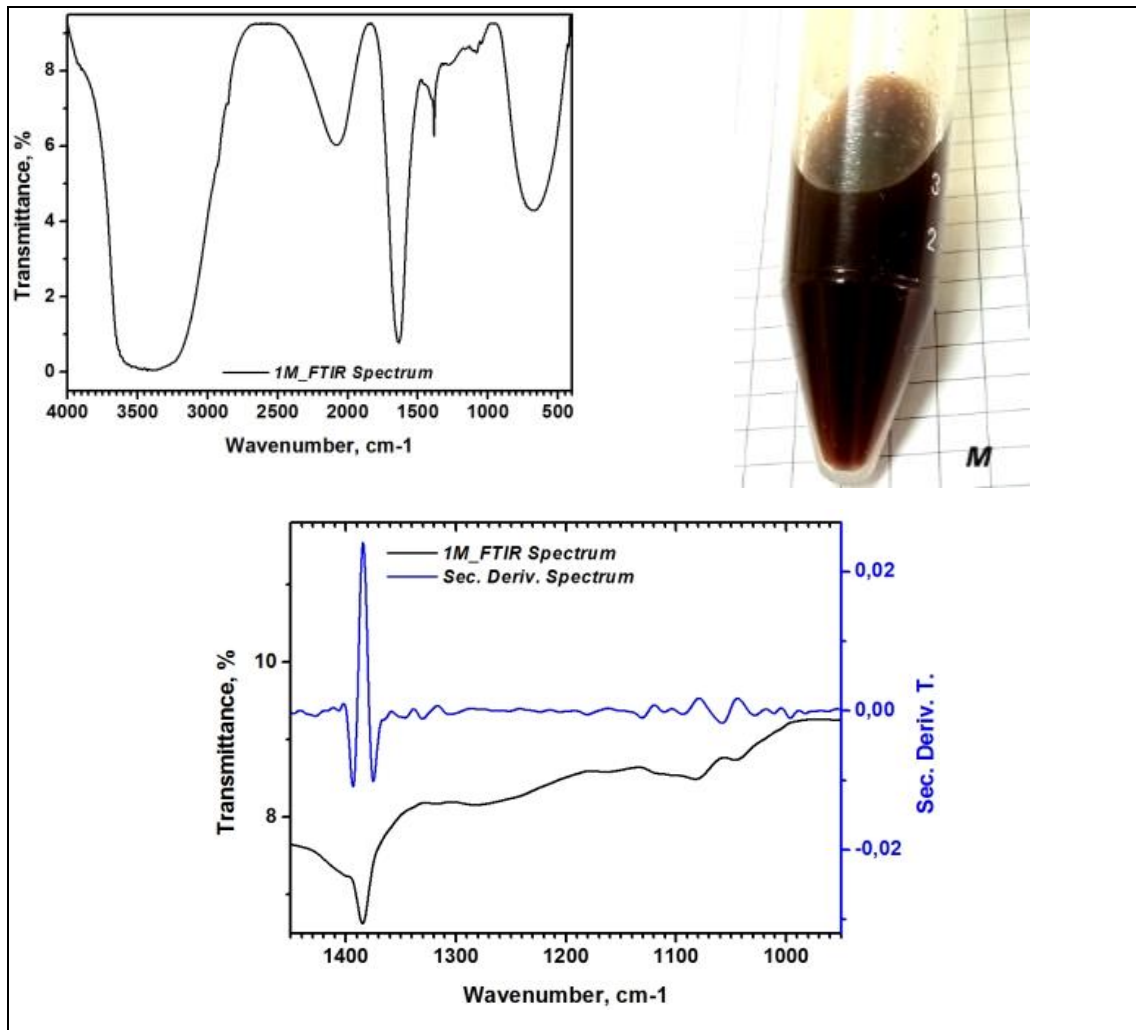 Transmittance, %
8
6
4
2
0
1M_FTIR Spectrum
4000 3500 3000 2500 2000 1500 1000 500
Wavenumber, cm-1
3
2
M
Transmittance, %
10
8
1M_FTIR Spectrum
Sec. Deriv. Spectrum
0,02
0,00
-0,02
Sec. Deriv. T.
1400 1300 1200 1100 1000
Wavenumber, cm-1